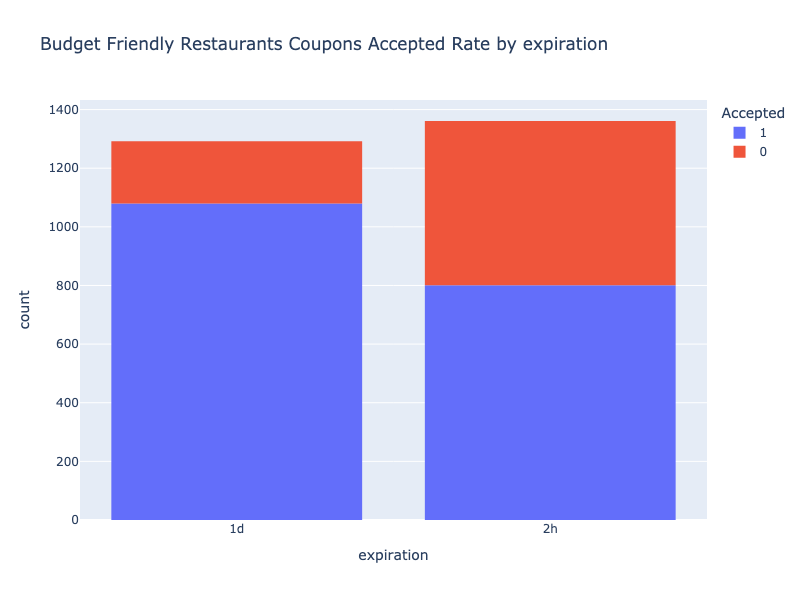 Budget Friendly Restaurants Coupons Accepted Rate by expiration
Accepted
1
0
1400
1200
1000
800
600
400
200
0
count
1d
2h
expiration